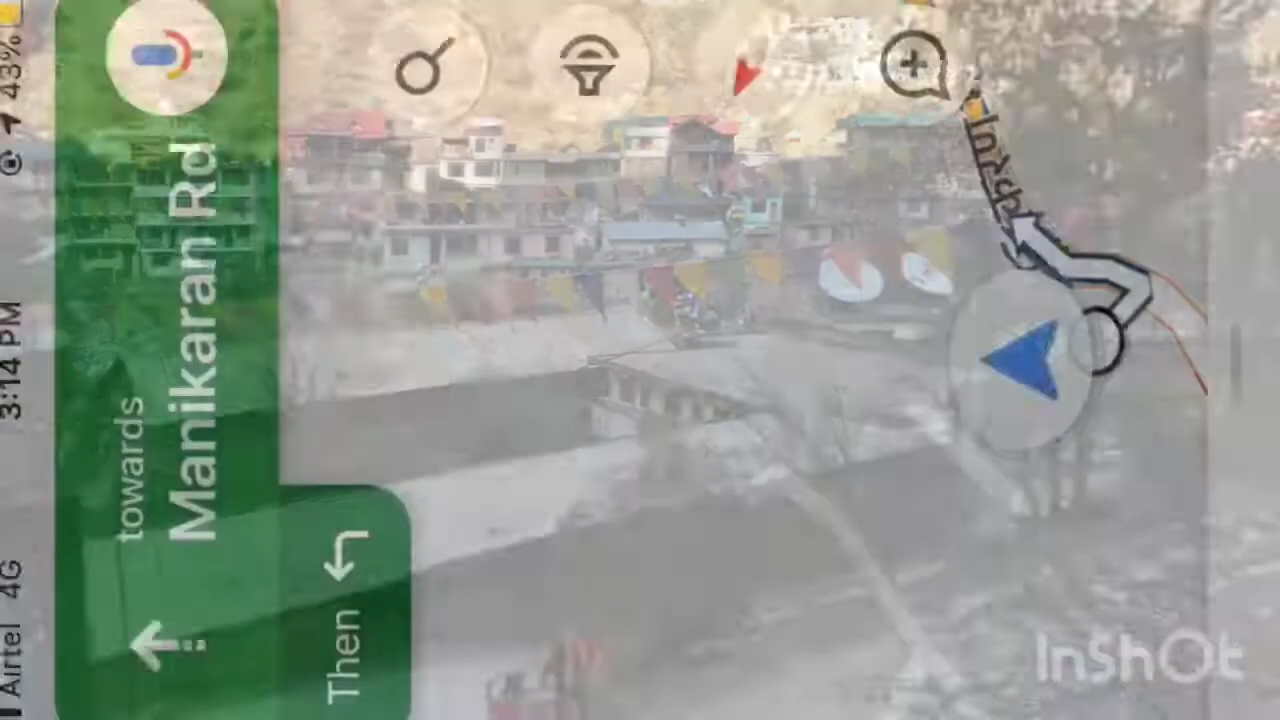 Airtel 4G 3:14 PM 43%
towards
Manikaran Rd
Then
InShOt